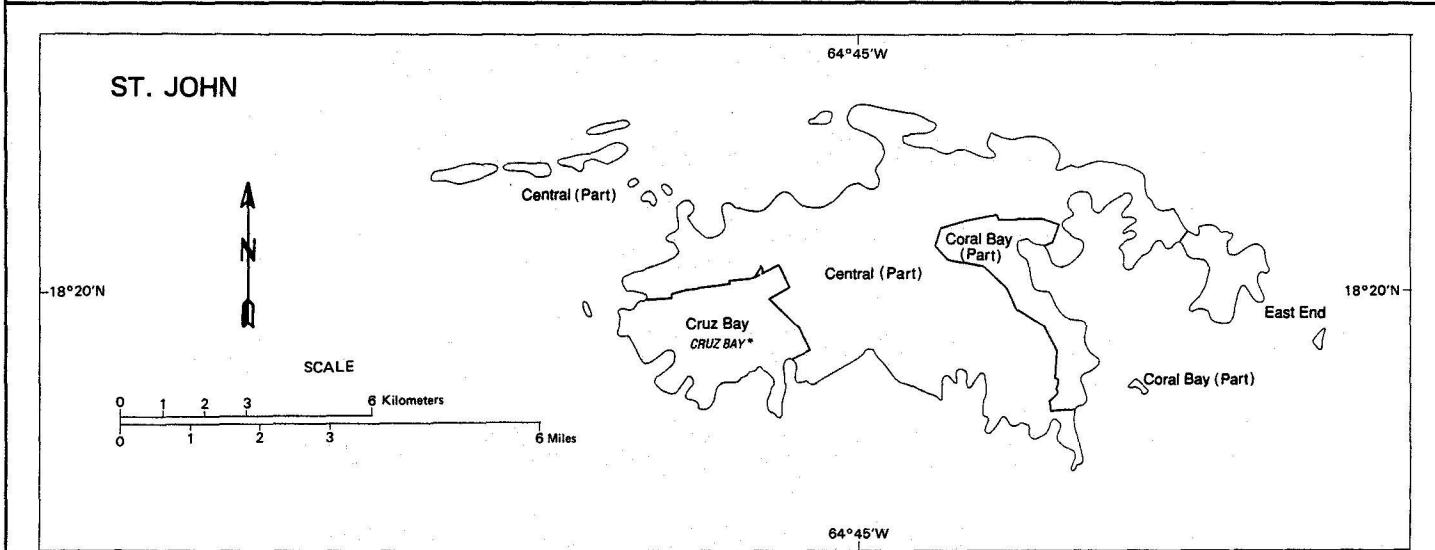 64°45'W
ST. JOHN
Central (Part)
N
Coral Bay
(Part)
Central (Part)
18°20'N
18°20'N
East End
Cruz Bay
CRUZ BAY*
SCALE
Coral Bay (Part)
0 1 2 3 6 Kilometers
0 1 2 3 6 Miles
64°45'W